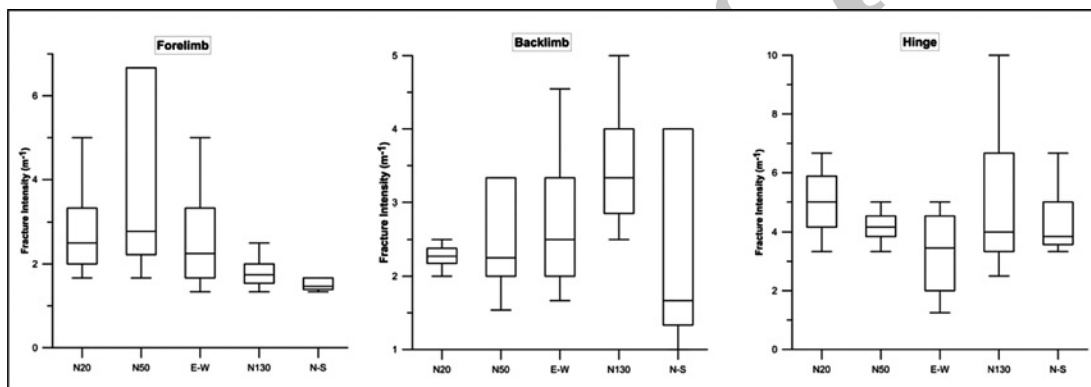 Forelimb
Fracture Intensity (m⁻¹)
6
4
2
0
N20 N50 E-W N130 N-S
Backlimb
Fracture Intensity (m⁻¹)
5
4
3
2
1
N20 N50 E-W N130 N-S
Hinge
Fracture Intensity (m⁻¹)
10
8
6
4
2
0
N20 N50 E-W N130 N-S